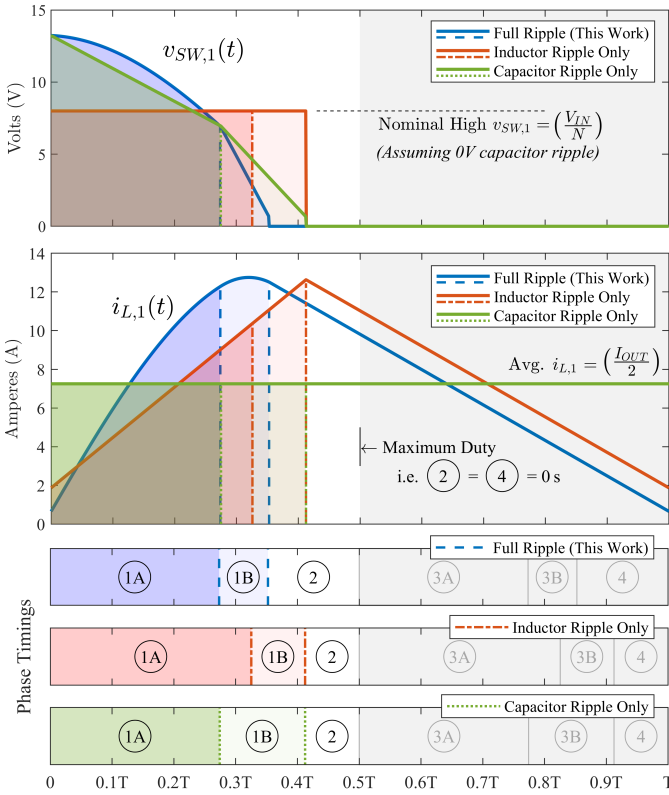 15
10
5
0
Volts (V)
v_{SW,1}(t)
Full Ripple (This Work)
Inductor Ripple Only
Capacitor Ripple Only
Nominal High v_{SW,1} = (V_{IN}/N)
(Assuming 0V capacitor ripple)
14
12
10
8
6
4
2
0
Amperes (A)
i_{L,1}(t)
Full Ripple (This Work)
Inductor Ripple Only
Capacitor Ripple Only
Avg. i_{L,1} = (I_{OUT}/2)
← Maximum Duty
i.e. 2 = 4 = 0 s
Phase Timings
Full Ripple (This Work)
1A 1B 2 3A 3B 4
Inductor Ripple Only
1A 1B 2 3A 3B 4
Capacitor Ripple Only
1A 1B 2 3A 3B 4
0 0.1T 0.2T 0.3T 0.4T 0.5T 0.6T 0.7T 0.8T 0.9T T